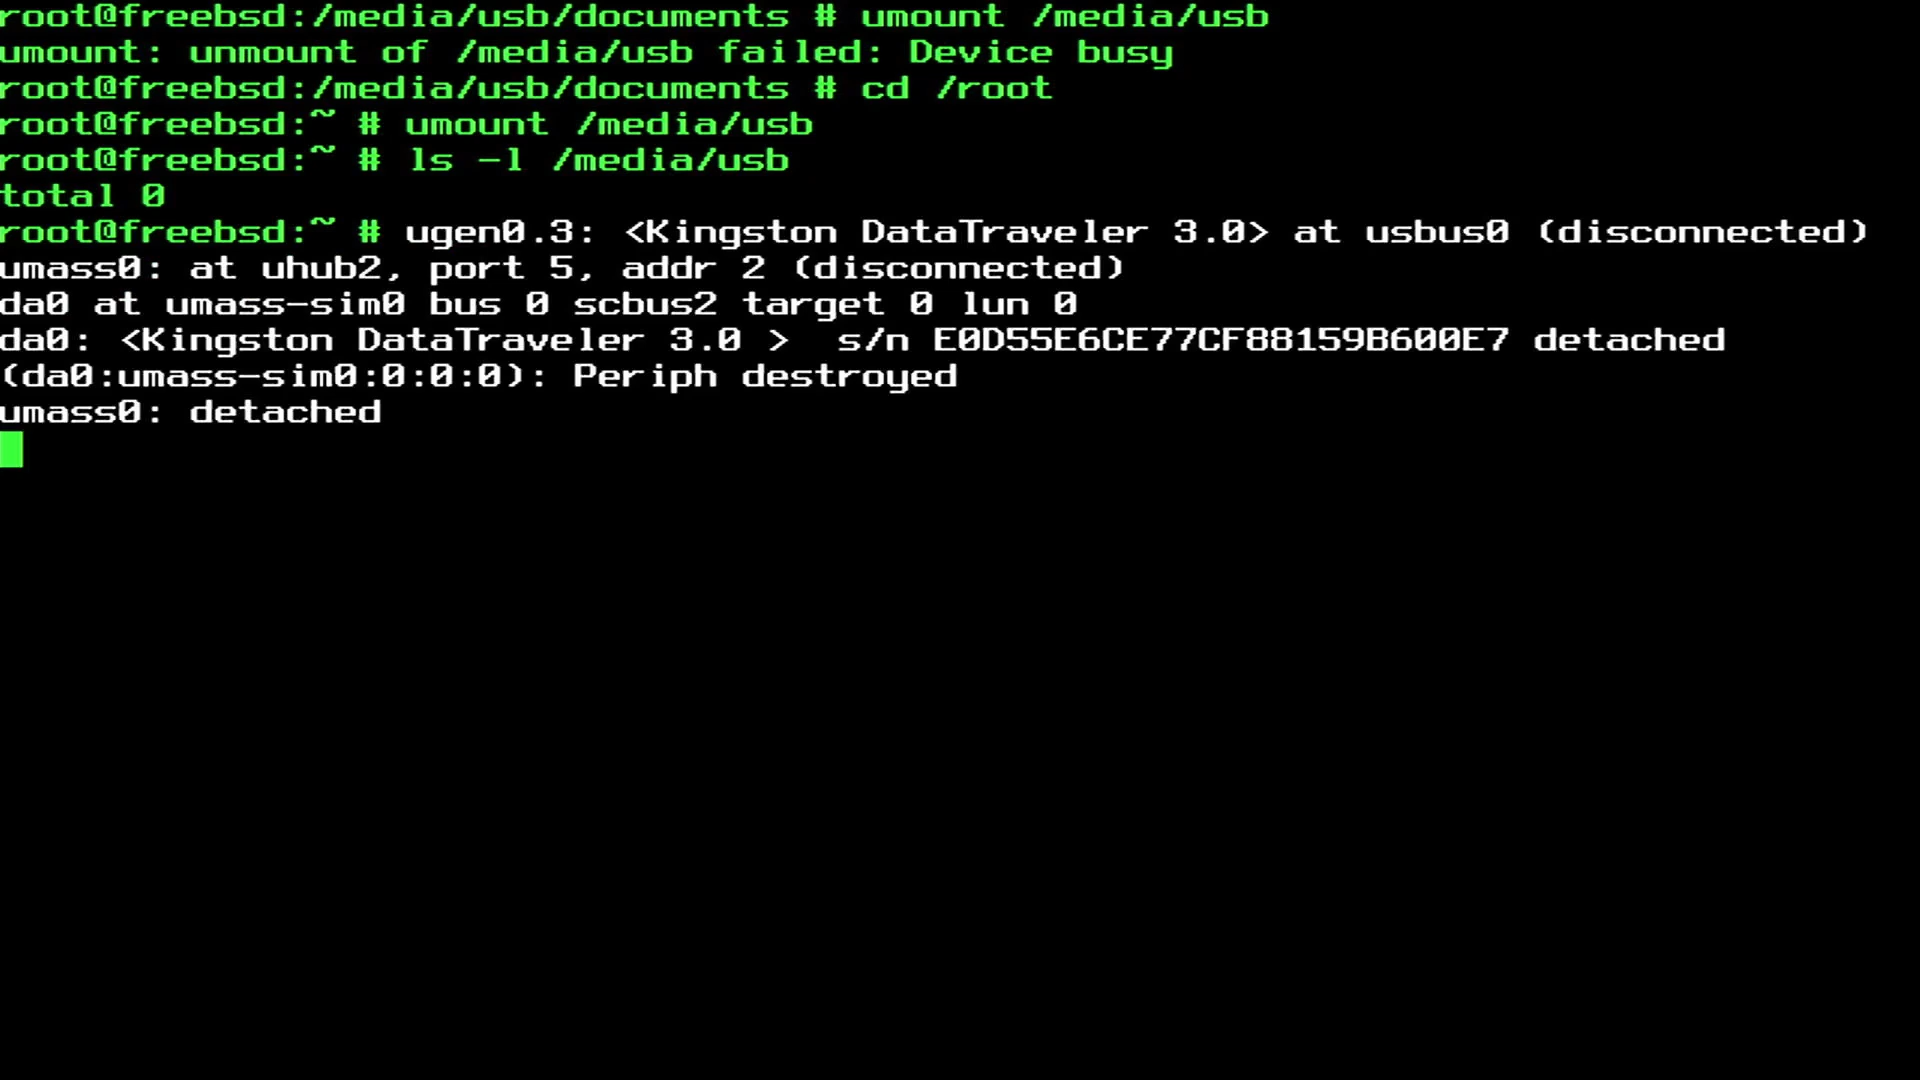 root@freebsd:/media/usb/documents # umount /media/usb
umount: unmount of /media/usb failed: Device busy
root@freebsd:/media/usb/documents # cd /root
root@freebsd:~ # umount /media/usb
root@freebsd:~ # ls -l /media/usb
total 0
root@freebsd:~ # ugen0.3: <Kingston DataTraveler 3.0> at usbus0 (disconnected)
umass0: at uhub2, port 5, addr 2 (disconnected)
da0 at umass-sim0 bus 0 scbus2 target 0 lun 0
da0: <Kingston DataTraveler 3.0 >  s/n E0D55E6CE77CF88159B600E7 detached
(da0:umass-sim0:0:0:0): Periph destroyed
umass0: detached